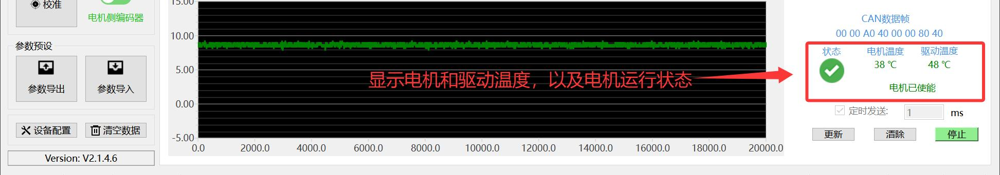 校准
电机侧编码器
参数预设
参数导出
参数导入
设备配置
清空数据
Version: V2.1.4.6
15.00
10.00
5.00
0.00
-5.00
0.0
2000.0
4000.0
6000.0
8000.0
10000.0
12000.0
14000.0
16000.0
18000.0
20000.0
显示电机和驱动温度，以及电机运行状态
CAN数据帧
00 00 A0 40 00 00 80 40
状态
电机温度
驱动温度
38 ℃
48 ℃
电机已使能
定时发送:
1
ms
更新
清除
停止